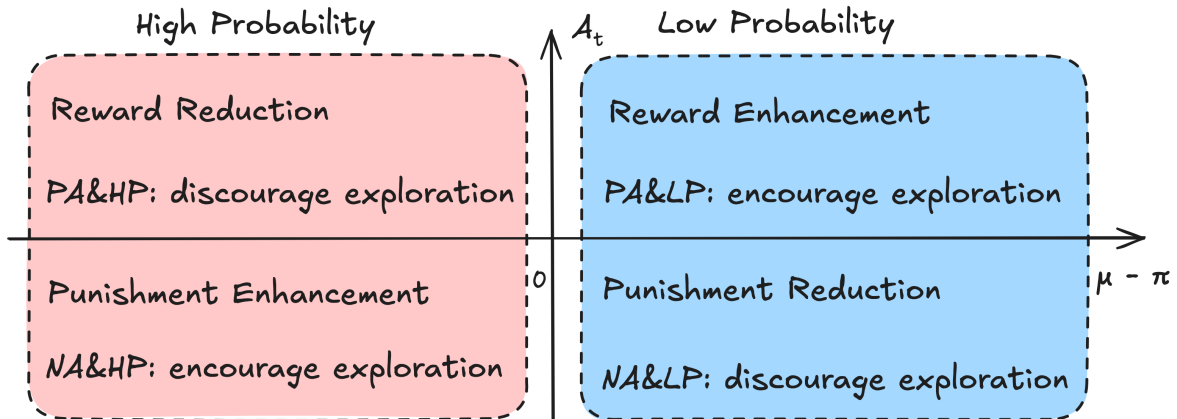 High Probability
A_t
Low Probability
Reward Reduction
PA&HP: discourage exploration
Reward Enhancement
PA&LP: encourage exploration
0
μ - π
Punishment Enhancement
NA&HP: encourage exploration
Punishment Reduction
NA&LP: discourage exploration